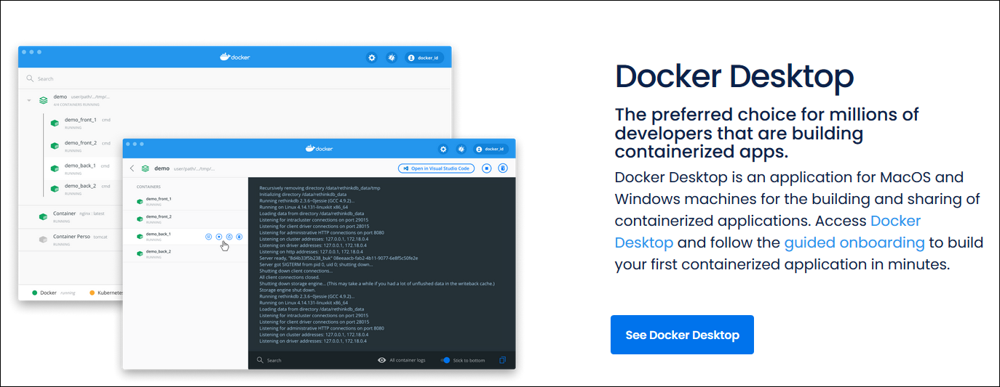 docker
docker_id
Search
demo user/path/.../tmp/...
4/4 CONTAINERS RUNNING
demo_front_1 cmd
RUNNING
demo_front_2 cmd
RUNNING
demo_back_1 cmd
RUNNING
demo_back_2 cmd
RUNNING
Container nginx : latest
RUNNING
Container Perso tomcat
RUNNING
Docker running Kubernetes
docker
docker_id
demo user/path/.../tmp/...
Open in Visual Studio Code
CONTAINERS
demo_front_1
RUNNING
demo_front_2
RUNNING
demo_back_1
RUNNING
demo_back_2
RUNNING
Recursively removing directory /data/rethinkdb_data/tmp
Initializing directory /data/rethinkdb_data
Running rethinkdb 2.3.6~0jessie (GCC 4.9.2)...
Running on Linux 4.14.131-linuxkit x86_64
Loading data from directory /data/rethinkdb_data
Listening for intracluster connections on port 29015
Listening for client driver connections on port 28015
Listening for administrative HTTP connections on port 8080
Listening on cluster addresses: 127.0.0.1, 172.18.0.4
Listening on driver addresses: 127.0.0.1, 172.18.0.4
Listening on http addresses: 127.0.0.1, 172.18.0.4
Server ready, "8d4b33f5b238_buk" 08eeaacb-fab2-4b11-9077-6e8f5c50fe2e
Server got SIGTERM from pid 0, uid 0; shutting down...
Shutting down client connections...
All client connections closed.
Shutting down storage engine... (This may take a while if you had a lot of unflushed data in the writeback cache.)
Storage engine shut down.
Running rethinkdb 2.3.6~0jessie (GCC 4.9.2)...
Running on Linux 4.14.131-linuxkit x86_64
Loading data from directory /data/rethinkdb_data
Listening for intracluster connections on port 29015
Listening for client driver connections on port 28015
Listening for administrative HTTP connections on port 8080
Listening on cluster addresses: 127.0.0.1, 172.18.0.4
Listening on driver addresses: 127.0.0.1, 172.18.0.4
Search All container logs Stick to bottom
Docker Desktop
The preferred choice for millions of
developers that are building
containerized apps.
Docker Desktop is an application for MacOS and
Windows machines for the building and sharing of
containerized applications. Access Docker
Desktop and follow the guided onboarding to build
your first containerized application in minutes.
See Docker Desktop